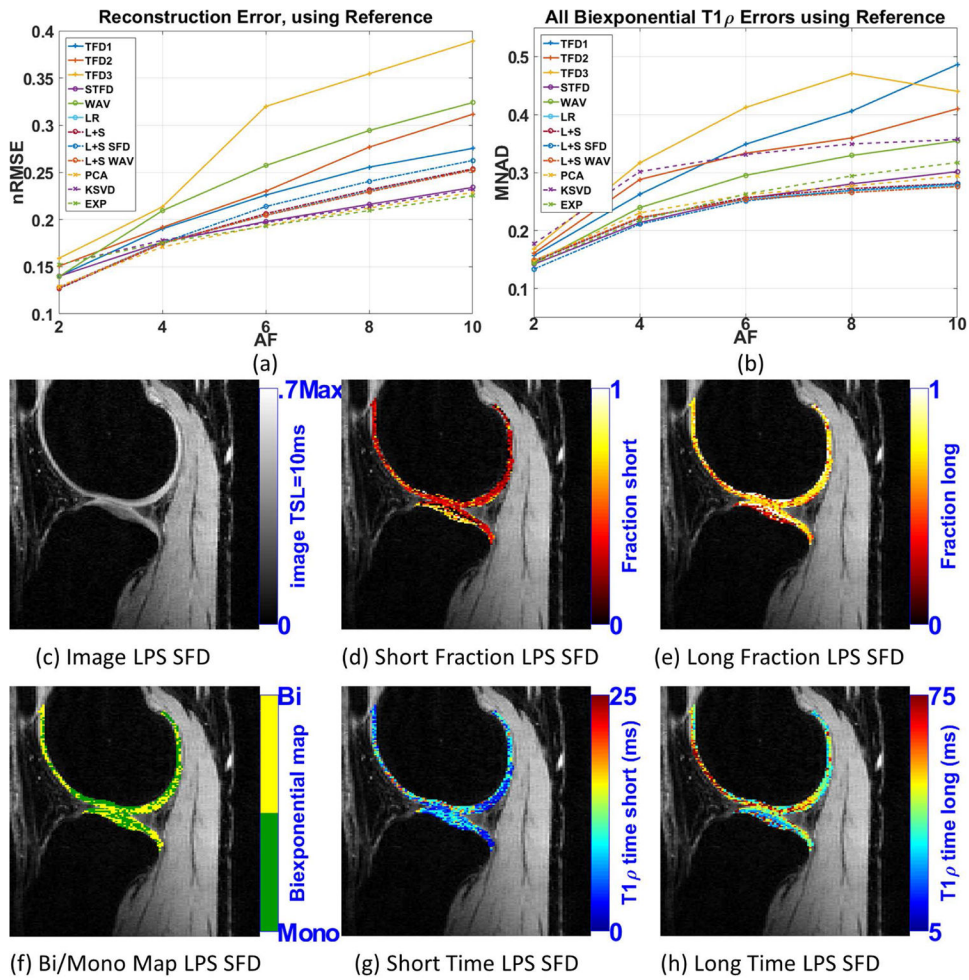 Reconstruction Error, using Reference
0.4
0.35
0.3
0.25
0.2
0.15
0.1
nRMSE
TFD1
TFD2
TFD3
STFD
WAV
LR
L+S
L+S SFD
L+S WAV
PCA
KSVD
EXP
2 4 6 8 10
AF
(a)
All Biexponential T1ρ Errors using Reference
0.5
0.4
0.3
0.2
0.1
MNAD
TFD1
TFD2
TFD3
STFD
WAV
LR
L+S
L+S SFD
L+S WAV
PCA
KSVD
EXP
2 4 6 8 10
AF
(b)
.7Max
image TSL=10ms
0
(c) Image LPS SFD
1
Fraction short
0
(d) Short Fraction LPS SFD
1
Fraction long
0
(e) Long Fraction LPS SFD
Bi
Biexponential map
Mono
(f) Bi/Mono Map LPS SFD
25
T1ρ time short (ms)
0
(g) Short Time LPS SFD
75
T1ρ time long (ms)
5
(h) Long Time LPS SFD